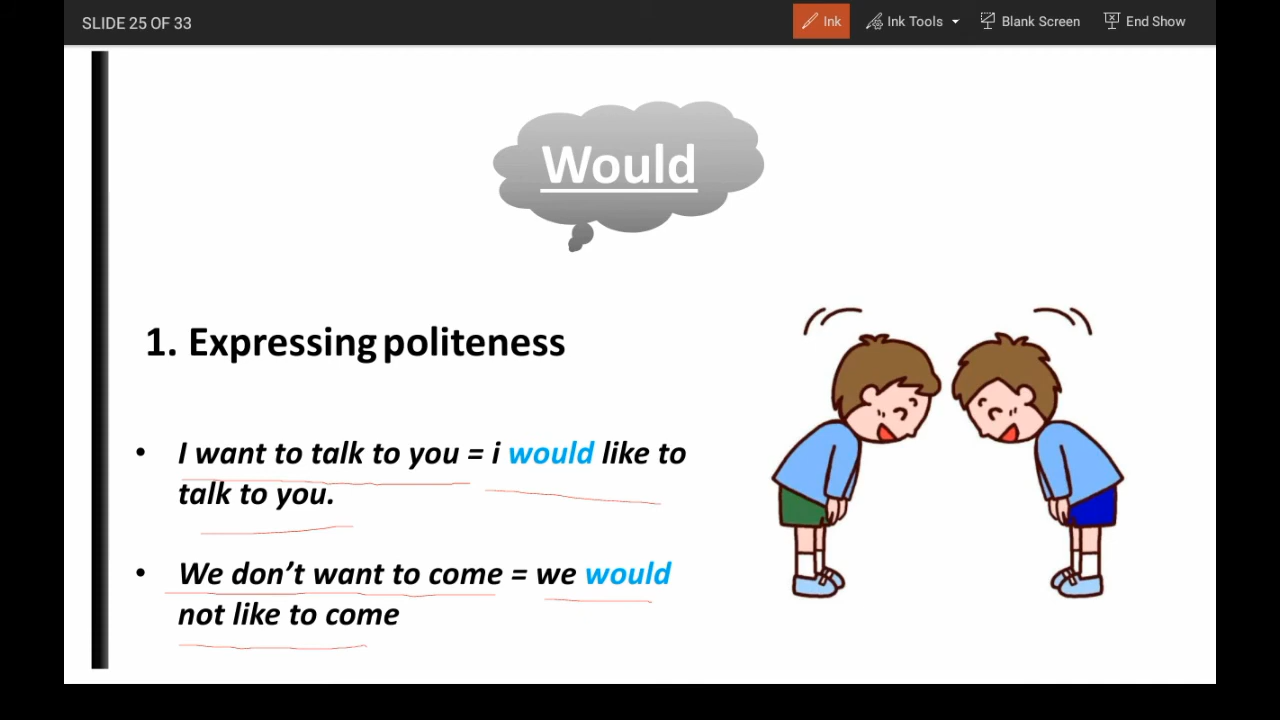 SLIDE 25 OF 33
Ink
Ink Tools
Blank Screen
End Show
Would
1. Expressing politeness
• I want to talk to you = i would like to
talk to you.
• We don’t want to come = we would
not like to come